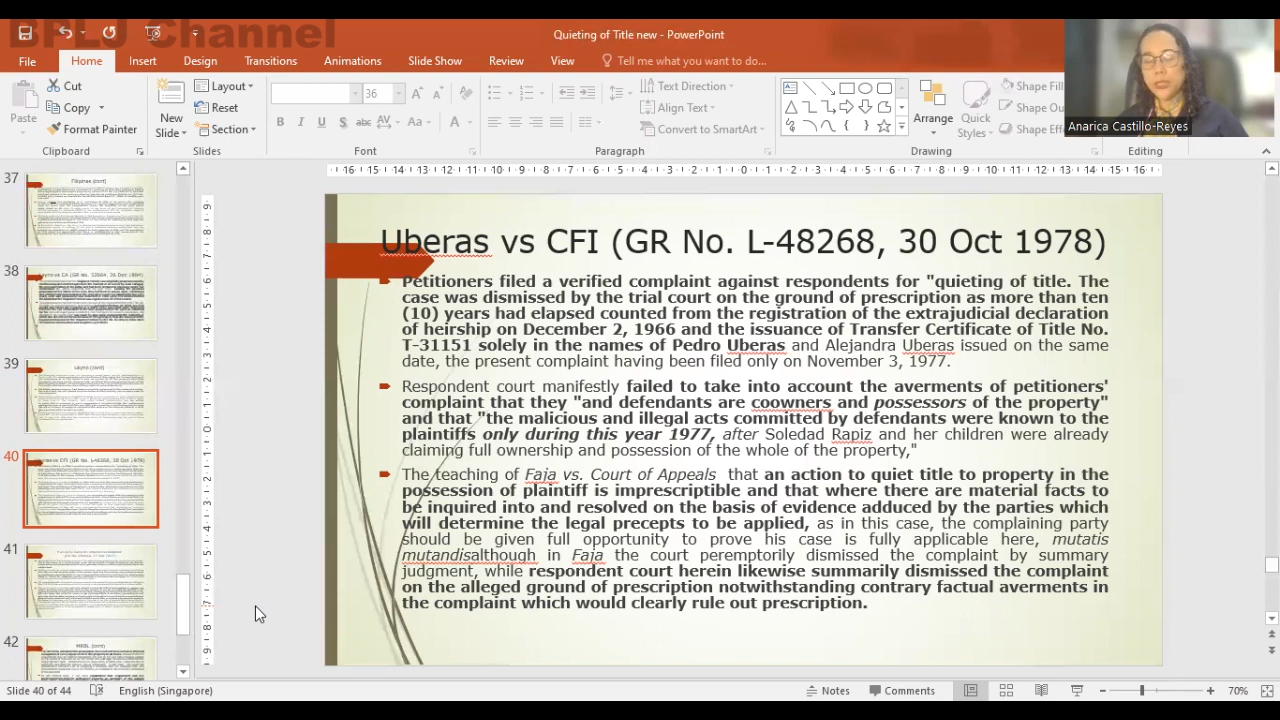 BPLJ Channel
Quieting of Title new - PowerPoint
File Home Insert Design Transitions Animations Slide Show Review View Tell me what you want to do...
Paste
Cut
Copy
Format Painter
Clipboard
New
Slide
Layout
Reset
Section
Slides
36
Font
Text Direction
Align Text
Convert to SmartArt
Paragraph
Arrange
Quick
Styles
Shape Fill
Shape Ou
Shape Effe
Drawing
Editing
Anarica Castillo-Reyes
37
38
39
40
41
42
Uberas vs CFI (GR No. L-48268, 30 Oct 1978)
Petitioners filed a verified complaint against respondents for "quieting of title. The
case was dismissed by the trial court on the ground of prescription as more than ten
(10) years had elapsed counted from the registration of the extrajudicial declaration
of heirship on December 2, 1966 and the issuance of Transfer Certificate of Title No.
T-31151 solely in the names of Pedro Uberas and Alejandra Uberas issued on the same
date, the present complaint having been filed only on November 3, 1977.
Respondent court manifestly failed to take into account the averments of petitioners'
complaint that they "and defendants are coowners and possessors of the property"
and that "the malicious and illegal acts committed by defendants were known to the
plaintiffs only during this year 1977, after Soledad Rapiz and her children were already
claiming full ownership and possession of the whole of the property,"
The teaching of Faja vs. Court of Appeals that an action to quiet title to property in the
possession of plaintiff is imprescriptible and that where there are material facts to
be inquired into and resolved on the basis of evidence adduced by the parties which
will determine the legal precepts to be applied, as in this case, the complaining party
should be given full opportunity to prove his case is fully applicable here, mutatis
mutandisalthough in Faja the court peremptorily dismissed the complaint by summary
judgment, while respondent court herein likewise summarily dismissed the complaint
on the alleged ground of prescription notwithstanding contrary factual averments in
the complaint which would clearly rule out prescription.
Slide 40 of 44 English (Singapore) Notes Comments 70%